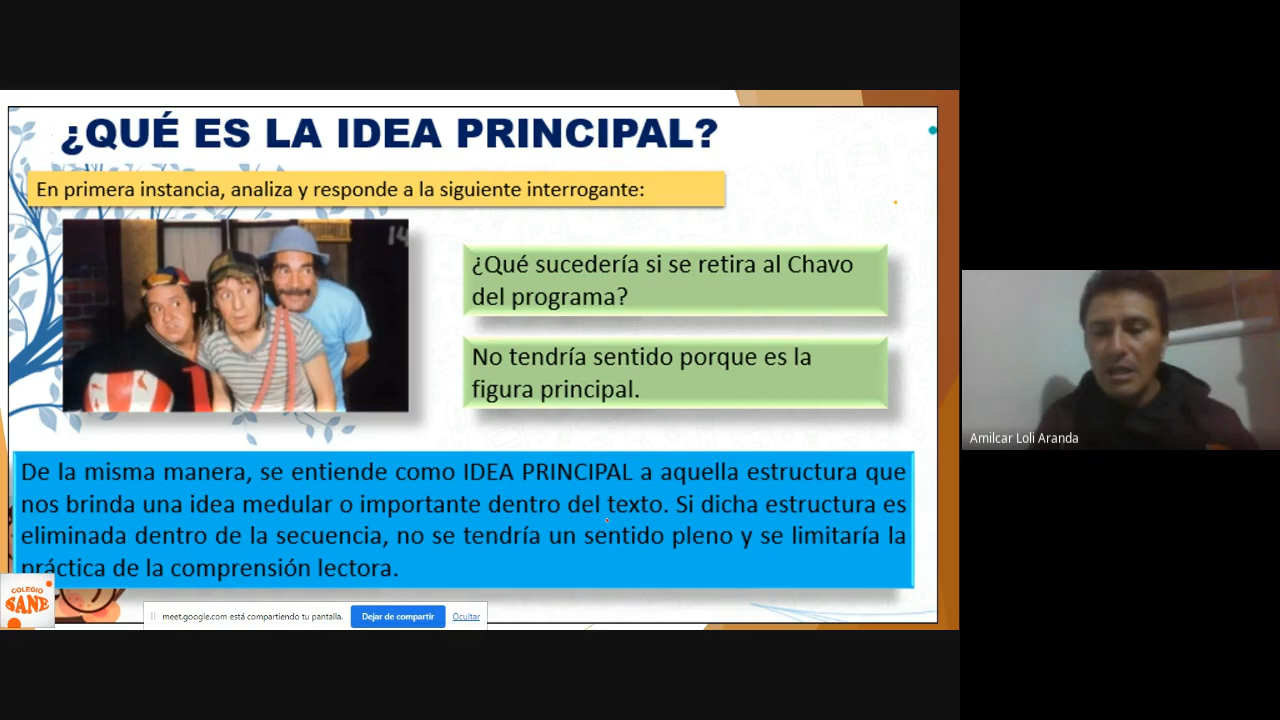 ¿QUÉ ES LA IDEA PRINCIPAL?
En primera instancia, analiza y responde a la siguiente interrogante:
14
¿Qué sucedería si se retira al Chavo
del programa?
No tendría sentido porque es la
figura principal.
De la misma manera, se entiende como IDEA PRINCIPAL a aquella estructura que
nos brinda una idea medular o importante dentro del texto. Si dicha estructura es
eliminada dentro de la secuencia, no se tendría un sentido pleno y se limitaría la
práctica de la comprensión lectora.
COLEGIO
SANE
meet.google.com está compartiendo tu pantalla.
Dejar de compartir
Ocultar
Amilcar Loli Aranda